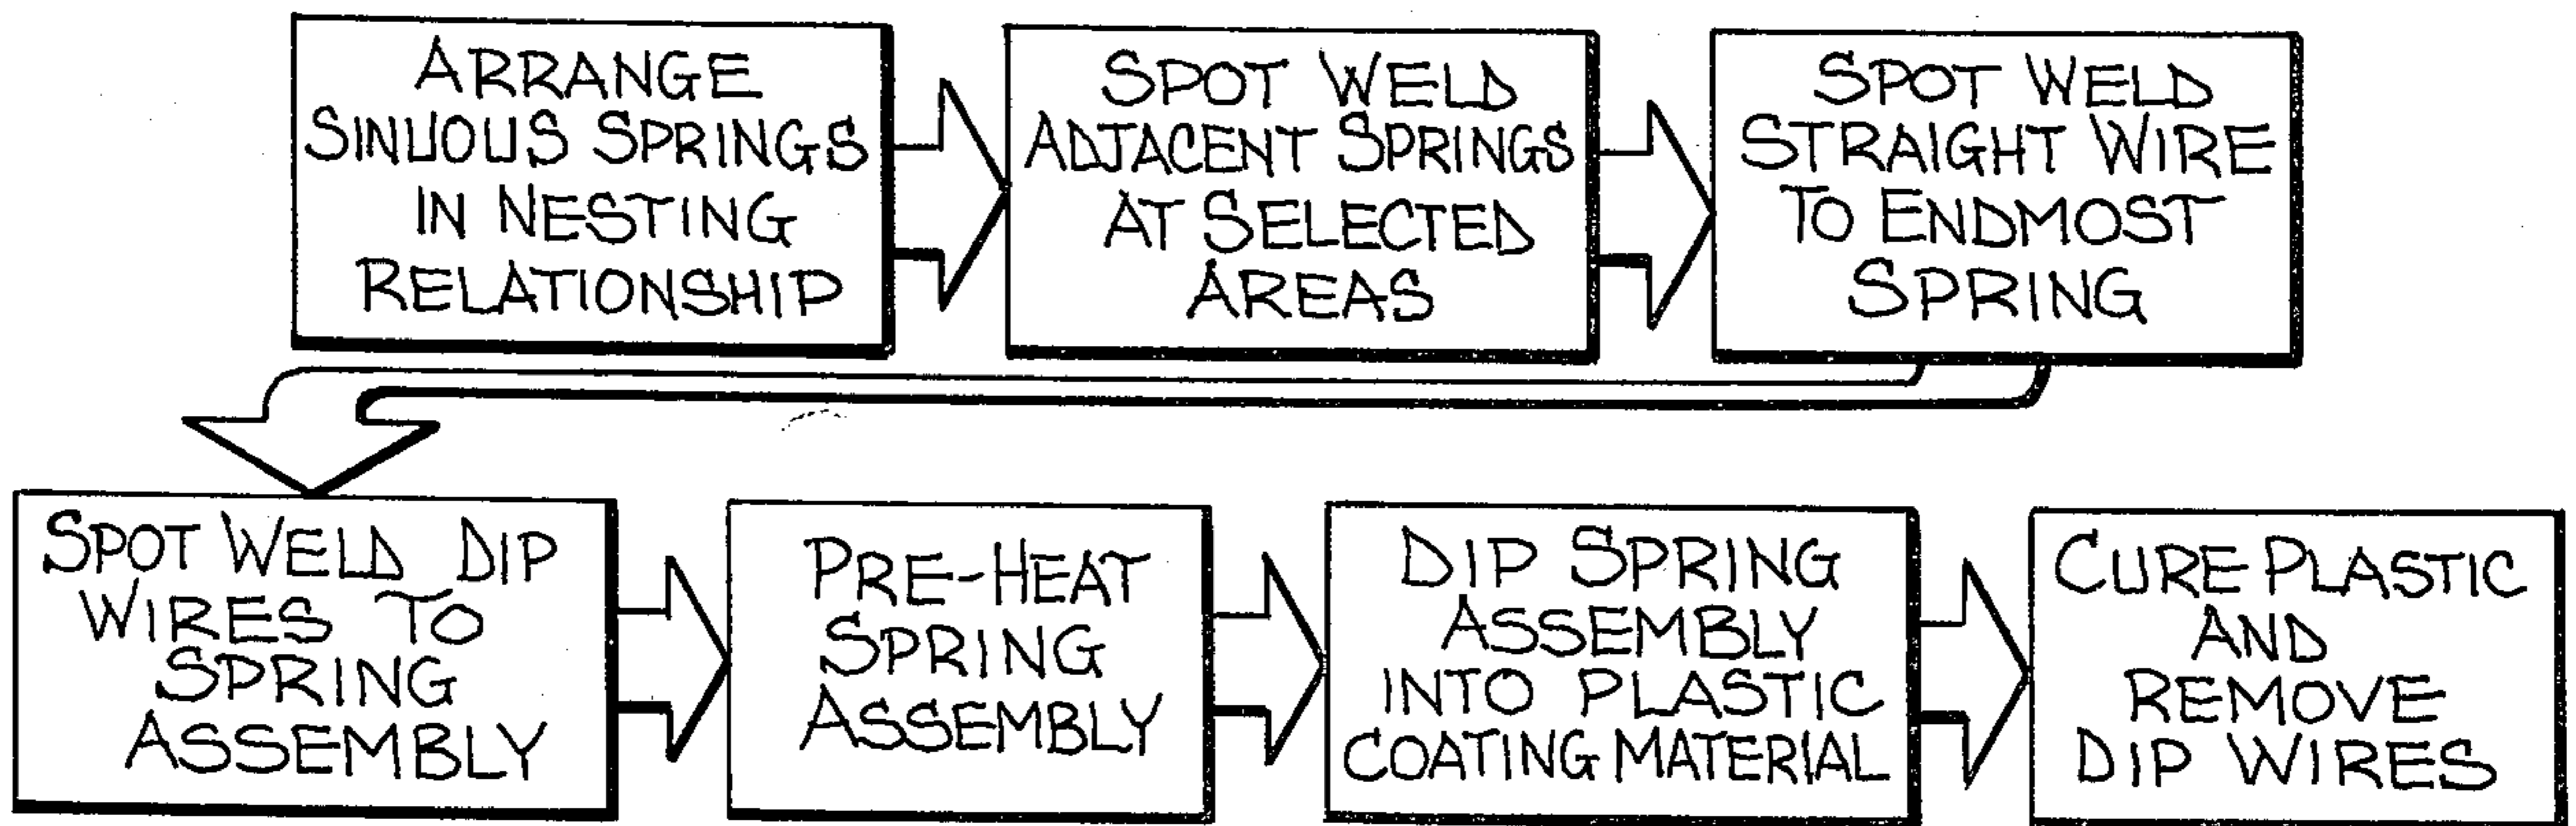 ARRANGE
SINUOUS SPRINGS
IN NESTING
RELATIONSHIP
SPOT WELD
ADJACENT SPRINGS
AT SELECTED
AREAS
SPOT WELD
STRAIGHT WIRE
TO ENDMOST
SPRING
SPOT WELD DIP
WIRES TO
SPRING
ASSEMBLY
PRE-HEAT
SPRING
ASSEMBLY
DIP SPRING
ASSEMBLY
INTO PLASTIC
COATING MATERIAL
CURE PLASTIC
AND
REMOVE
DIP WIRES